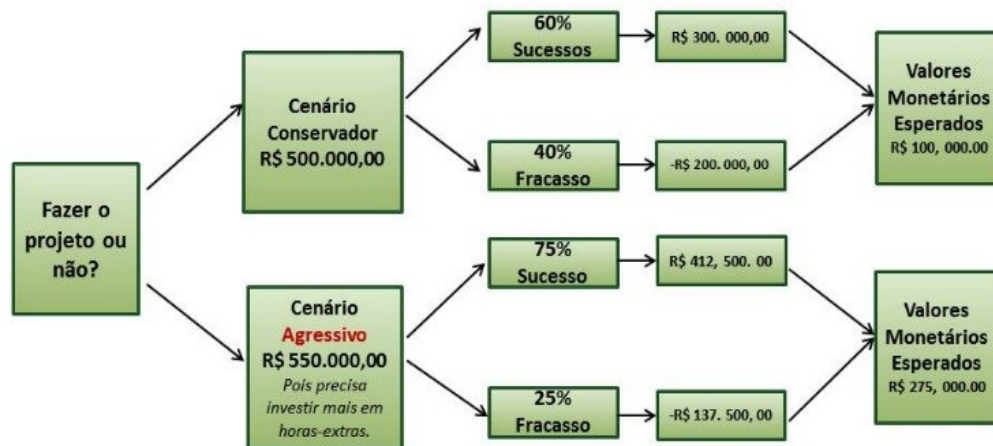 Fazer o
projeto ou
não?
Cenário
Conservador
R$ 500.000,00
60%
Sucessos
R$ 300. 000,00
40%
Fracasso
-R$ 200.000, 00
Valores
Monetários
Esperados
R$ 100, 000.00
Cenário
Agressivo
R$ 550.000,00
Pois precisa
investir mais em
horas-extras.
75%
Sucesso
R$ 412, 500. 00
25%
Fracasso
-R$ 137. 500, 00
Valores
Monetários
Esperados
R$ 275, 000.00